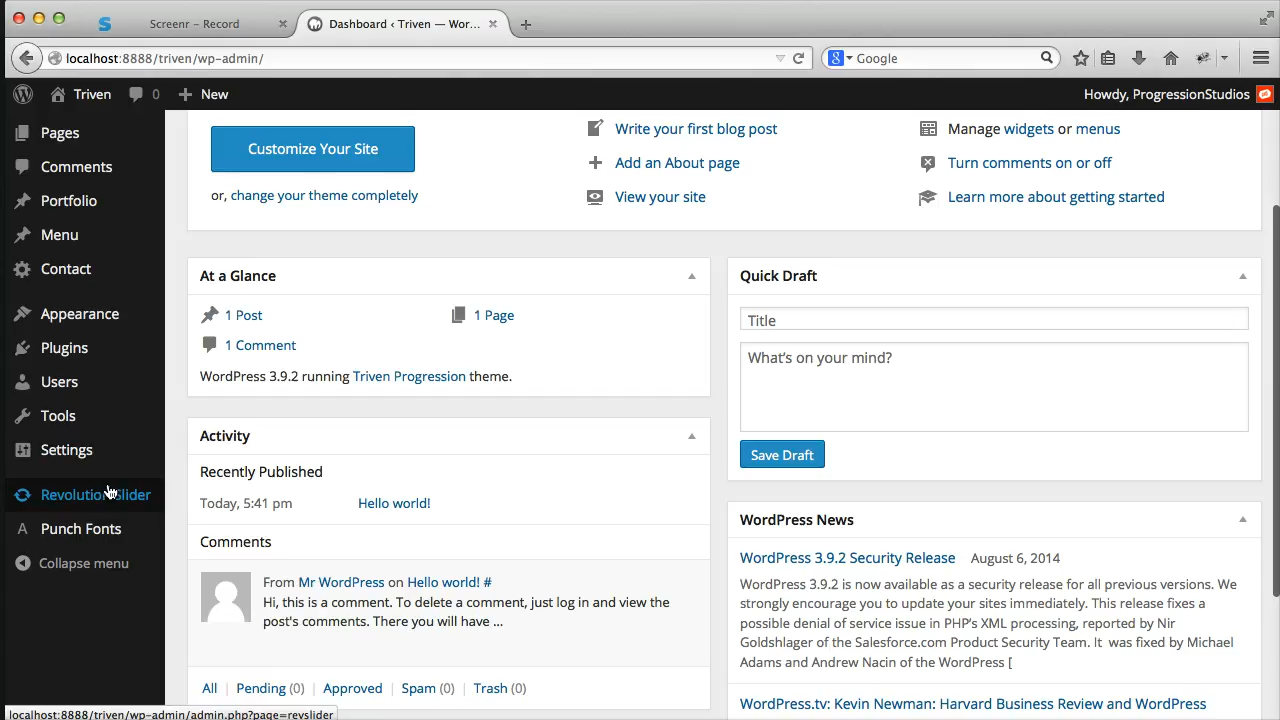 Screenr – Record
Dashboard ‹ Triven — Wor...
localhost:8888/triven/wp-admin/
Google
Triven
0
New
Howdy, ProgressionStudios
Pages
Comments
Portfolio
Menu
Contact
Appearance
Plugins
Users
Tools
Settings
Revolution Slider
Punch Fonts
Collapse menu
Customize Your Site
or, change your theme completely
Write your first blog post
Add an About page
View your site
Manage widgets or menus
Turn comments on or off
Learn more about getting started
At a Glance
1 Post
1 Page
1 Comment
WordPress 3.9.2 running Triven Progression theme.
Activity
Recently Published
Today, 5:41 pm
Hello world!
Comments
From Mr WordPress on Hello world! #
Hi, this is a comment. To delete a comment, just log in and view the
post's comments. There you will have ...
All | Pending (0) | Approved | Spam (0) | Trash (0)
Quick Draft
Title
What's on your mind?
Save Draft
WordPress News
WordPress 3.9.2 Security Release August 6, 2014
WordPress 3.9.2 is now available as a security release for all previous versions. We
strongly encourage you to update your sites immediately. This release fixes a
possible denial of service issue in PHP's XML processing, reported by Nir
Goldshlager of the Salesforce.com Product Security Team. It was fixed by Michael
Adams and Andrew Nacin of the WordPress [
WordPress.tv: Kevin Newman: Harvard Business Review and WordPress
localhost:8888/triven/wp-admin/admin.php?page=revslider